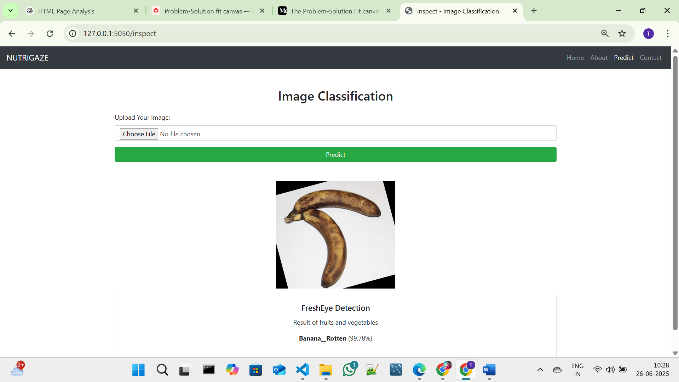 HTML Page Analysis
Problem-Solution fit canvas —
The Problem-Solution Fit canv
Inspect - Image Classification
127.0.0.1:5050/inspect
T
NUTRIGAZE
Home About Predict Contact
Image Classification
Upload Your Image:
Choose File No file chosen
Predict
FreshEye Detection
Result of fruits and vegetables
Banana__Rotten (99.78%)
ENG
IN
10:28
26-06-2025